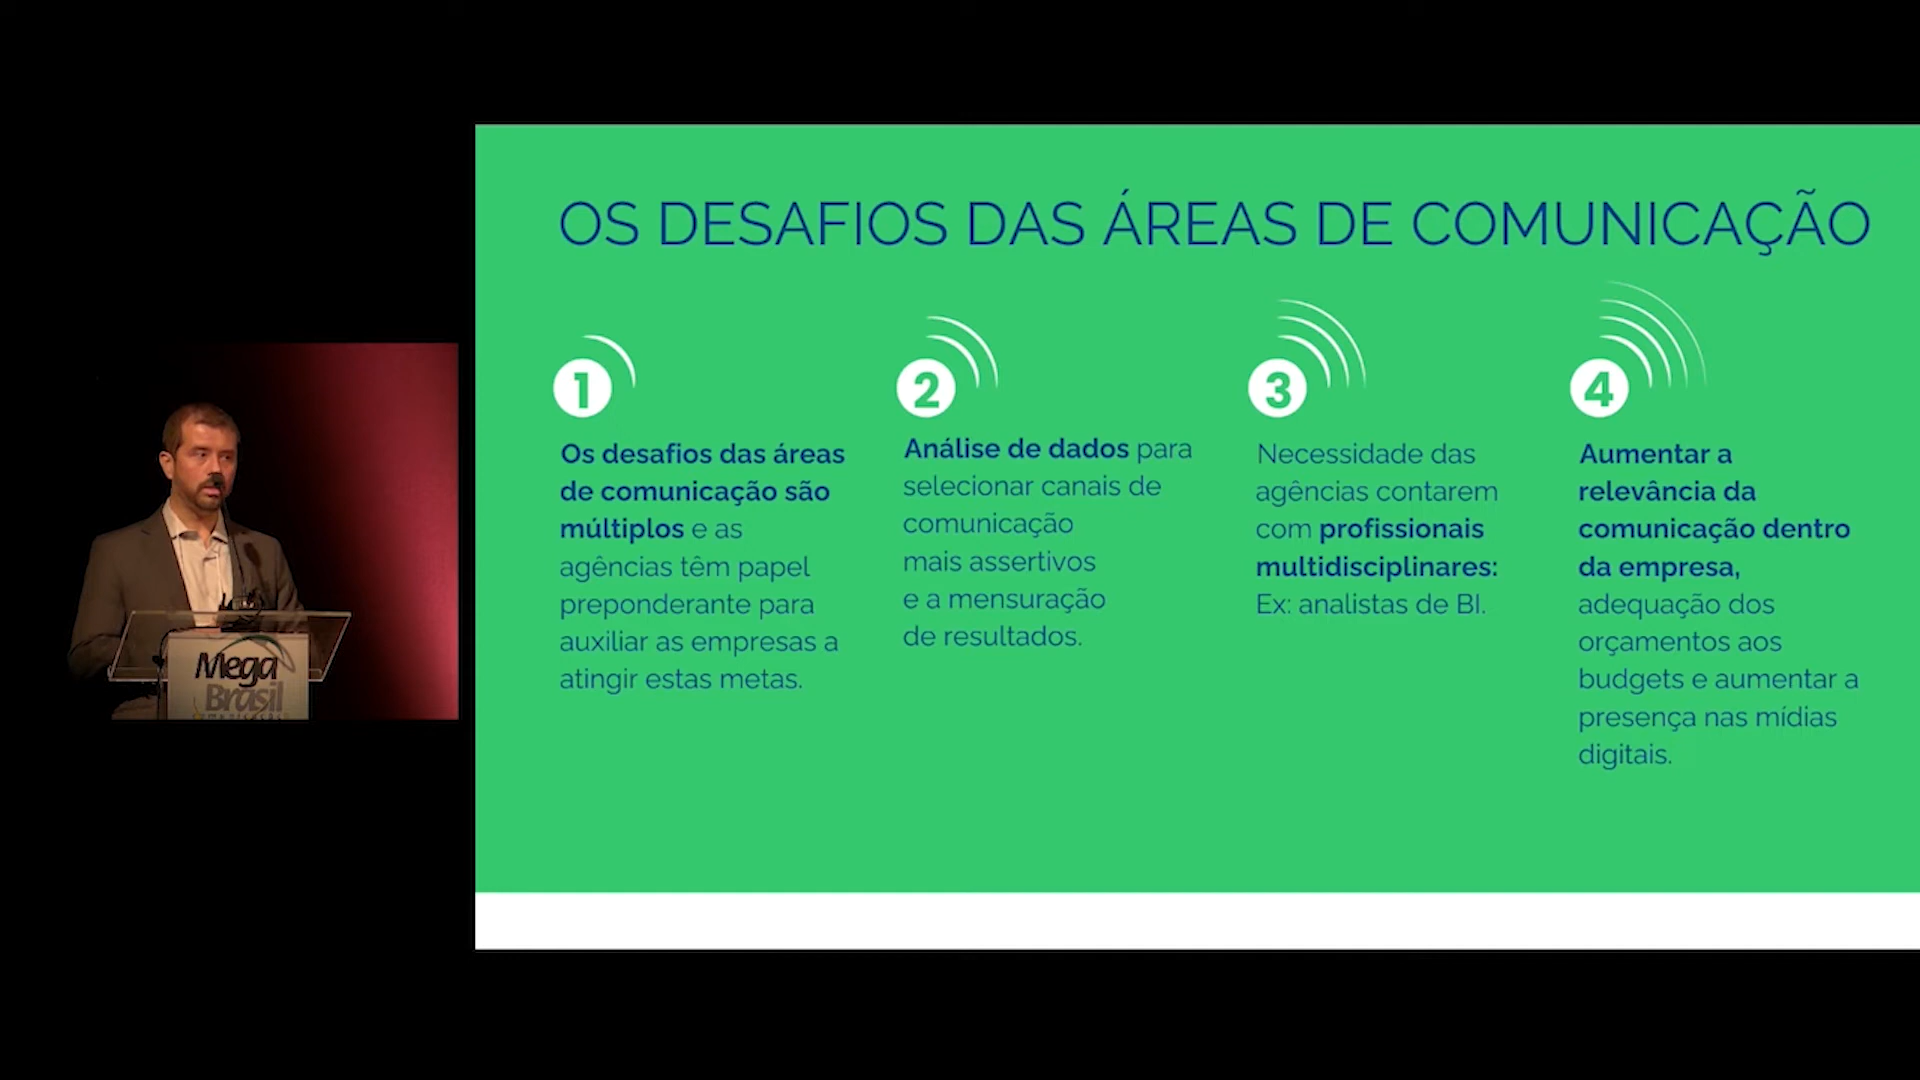 OS DESAFIOS DAS ÁREAS DE COMUNICAÇÃO
1
Os desafios das áreas
de comunicação são
múltiplos e as
agências têm papel
preponderante para
auxiliar as empresas a
atingir estas metas.
2
Análise de dados para
selecionar canais de
comunicação
mais assertivos
e a mensuração
de resultados.
3
Necessidade das
agências contarem
com profissionais
multidisciplinares:
Ex: analistas de BI.
4
Aumentar a
relevância da
comunicação dentro
da empresa,
adequação dos
orçamentos aos
budgets e aumentar a
presença nas mídias
digitais.
Mega
Brasil